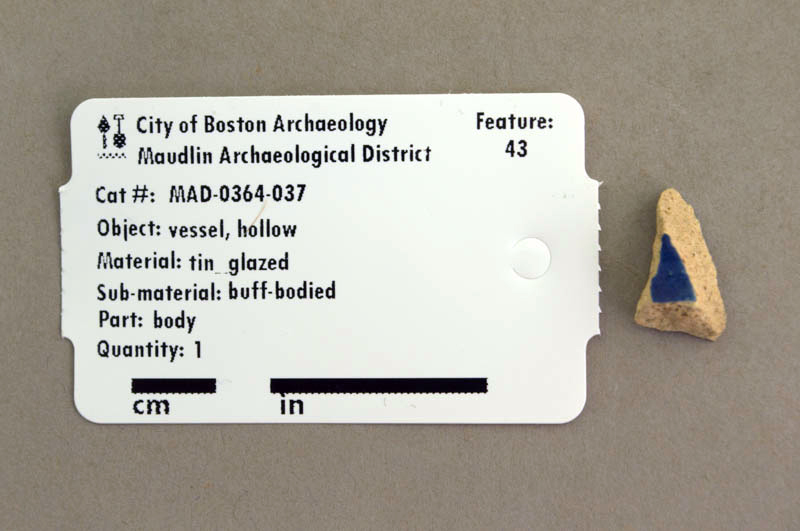 City of Boston Archaeology
Maudlin Archaeological District
Feature:
43
Cat #: MAD-0364-037
Object: vessel, hollow
Material: tin_glazed
Sub-material: buff-bodied
Part: body
Quantity: 1
cm
in